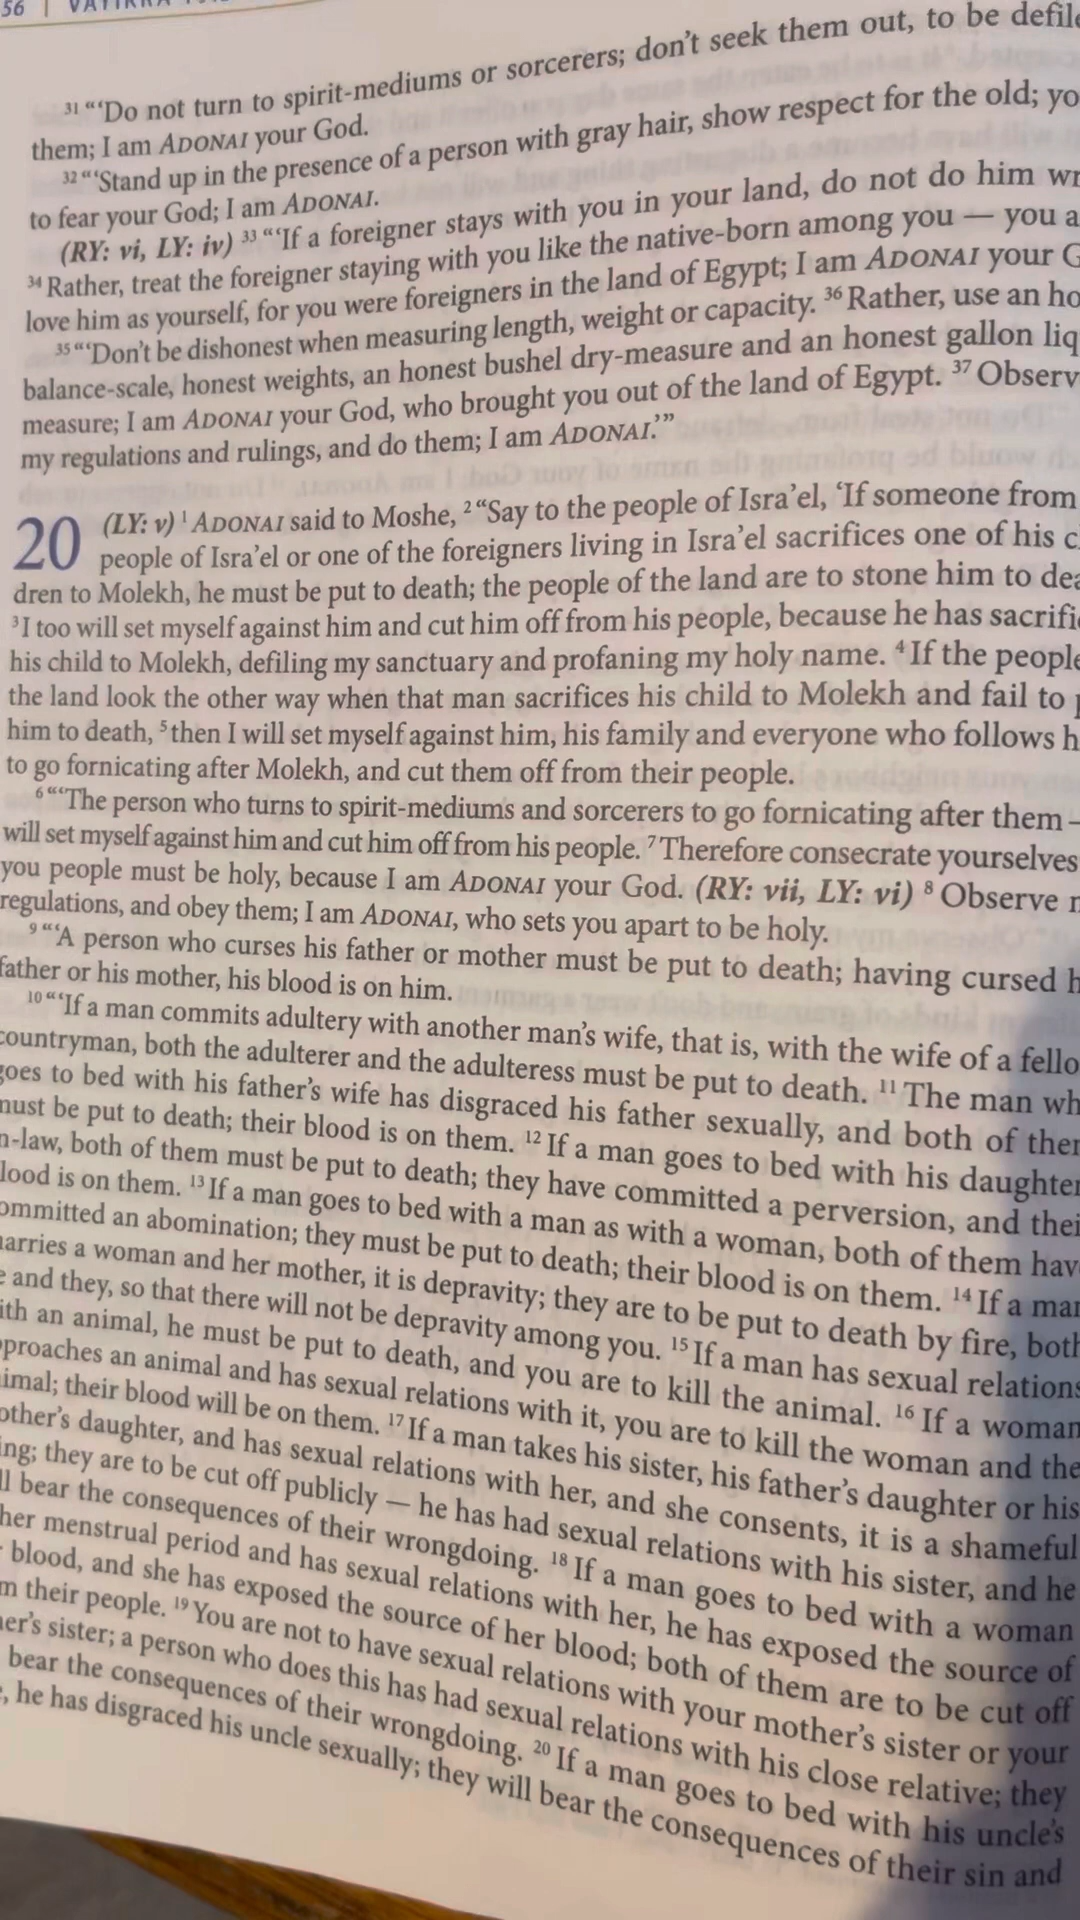 56 | VAYIKRA
31 “‘Do not turn to spirit-mediums or sorcerers; don’t seek them out, to be defile
them; I am ADONAI your God.
32 “‘Stand up in the presence of a person with gray hair, show respect for the old; yo
to fear your God; I am ADONAI.
(RY: vi, LY: iv) 33 “‘If a foreigner stays with you in your land, do not do him wr
34 Rather, treat the foreigner staying with you like the native-born among you — you a
love him as yourself, for you were foreigners in the land of Egypt; I am ADONAI your G
35 “‘Don’t be dishonest when measuring length, weight or capacity. 36 Rather, use an ho
balance-scale, honest weights, an honest bushel dry-measure and an honest gallon liq
measure; I am ADONAI your God, who brought you out of the land of Egypt. 37 Observ
my regulations and rulings, and do them; I am ADONAI.’”
20 (LY: v) 1 ADONAI said to Moshe, 2 “Say to the people of Isra’el, ‘If someone from
people of Isra’el or one of the foreigners living in Isra’el sacrifices one of his c
dren to Molekh, he must be put to death; the people of the land are to stone him to dea
3 I too will set myself against him and cut him off from his people, because he has sacrifi
his child to Molekh, defiling my sanctuary and profaning my holy name. 4 If the people
the land look the other way when that man sacrifices his child to Molekh and fail to p
him to death, 5 then I will set myself against him, his family and everyone who follows h
to go fornicating after Molekh, and cut them off from their people.
6 “‘The person who turns to spirit-mediums and sorcerers to go fornicating after them —
will set myself against him and cut him off from his people. 7 Therefore consecrate yourselves
you people must be holy, because I am ADONAI your God. (RY: vii, LY: vi) 8 Observe m
regulations, and obey them; I am ADONAI, who sets you apart to be holy.
9 “‘A person who curses his father or mother must be put to death; having cursed h
father or his mother, his blood is on him.
10 “‘If a man commits adultery with another man’s wife, that is, with the wife of a fello
countryman, both the adulterer and the adulteress must be put to death. 11 The man wh
goes to bed with his father’s wife has disgraced his father sexually, and both of them
must be put to death; their blood is on them. 12 If a man goes to bed with his daughter
n-law, both of them must be put to death; they have committed a perversion, and thei
lood is on them. 13 If a man goes to bed with a man as with a woman, both of them hav
ommitted an abomination; they must be put to death; their blood is on them. 14 If a man
narries a woman and her mother, it is depravity; they are to be put to death by fire, both
e and they, so that there will not be depravity among you. 15 If a man has sexual relations
ith an animal, he must be put to death, and you are to kill the animal. 16 If a woman
pproaches an animal and has sexual relations with it, you are to kill the woman and the
imal; their blood will be on them. 17 If a man takes his sister, his father’s daughter or his
other’s daughter, and has sexual relations with her, and she consents, it is a shameful
ing; they are to be cut off publicly — he has had sexual relations with his sister, and he
ll bear the consequences of their wrongdoing. 18 If a man goes to bed with a woman
her menstrual period and has sexual relations with her, he has exposed the source of
blood, and she has exposed the source of her blood; both of them are to be cut off
m their people. 19 You are not to have sexual relations with your mother’s sister or your
er’s sister; a person who does this has had sexual relations with his close relative; they
bear the consequences of their wrongdoing. 20 If a man goes to bed with his uncle’s
, he has disgraced his uncle sexually; they will bear the consequences of their sin and